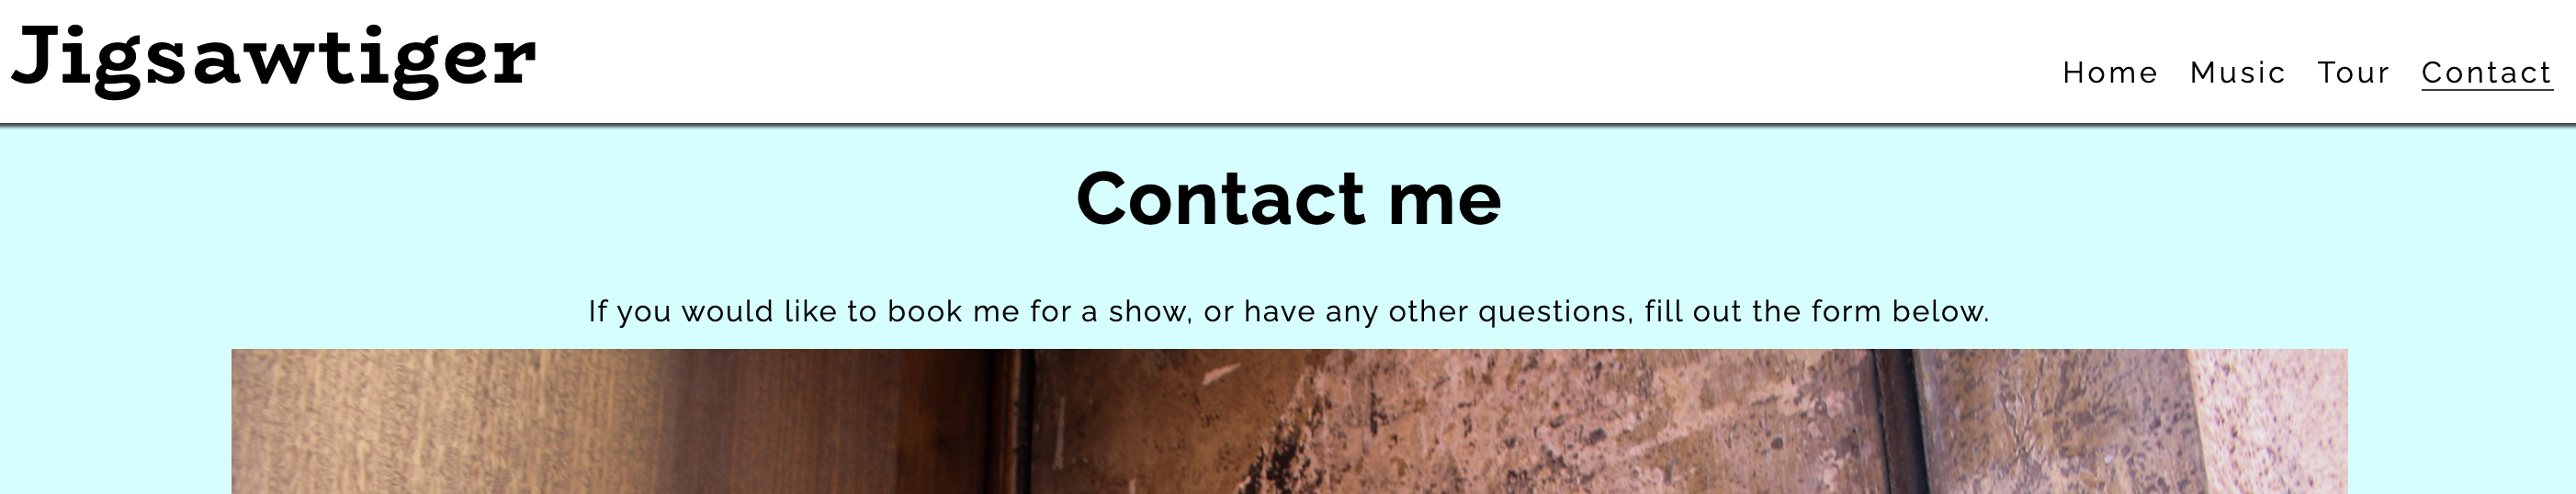 Jigsawtiger
Home Music Tour Contact
Contact me
If you would like to book me for a show, or have any other questions, fill out the form below.